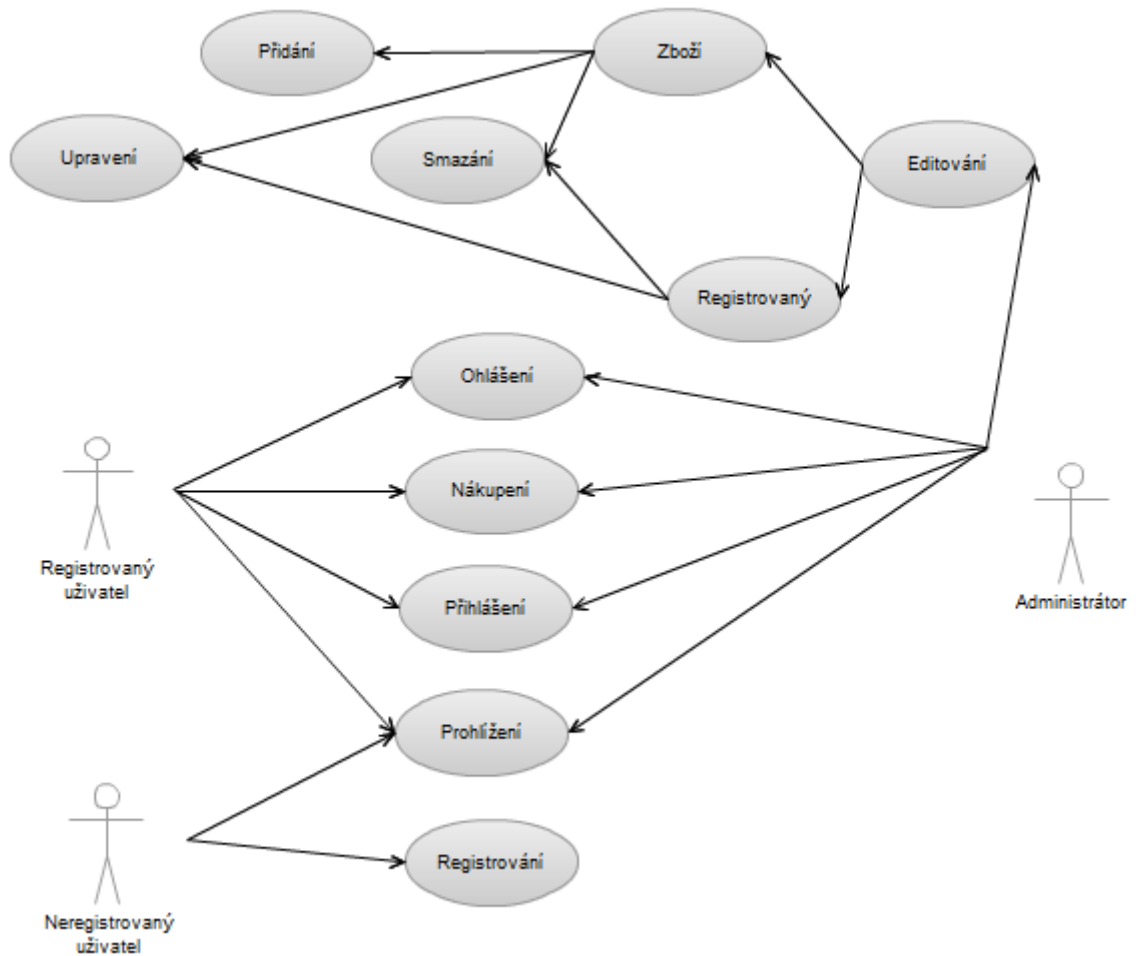 Přidání
Zboží
Upravení
Smazání
Editování
Registrovaný
Ohlášení
Nákupení
Registrovaný
uživatel
Přihlášení
Administrátor
Prohlížení
Registrování
Neregistrovaný
uživatel